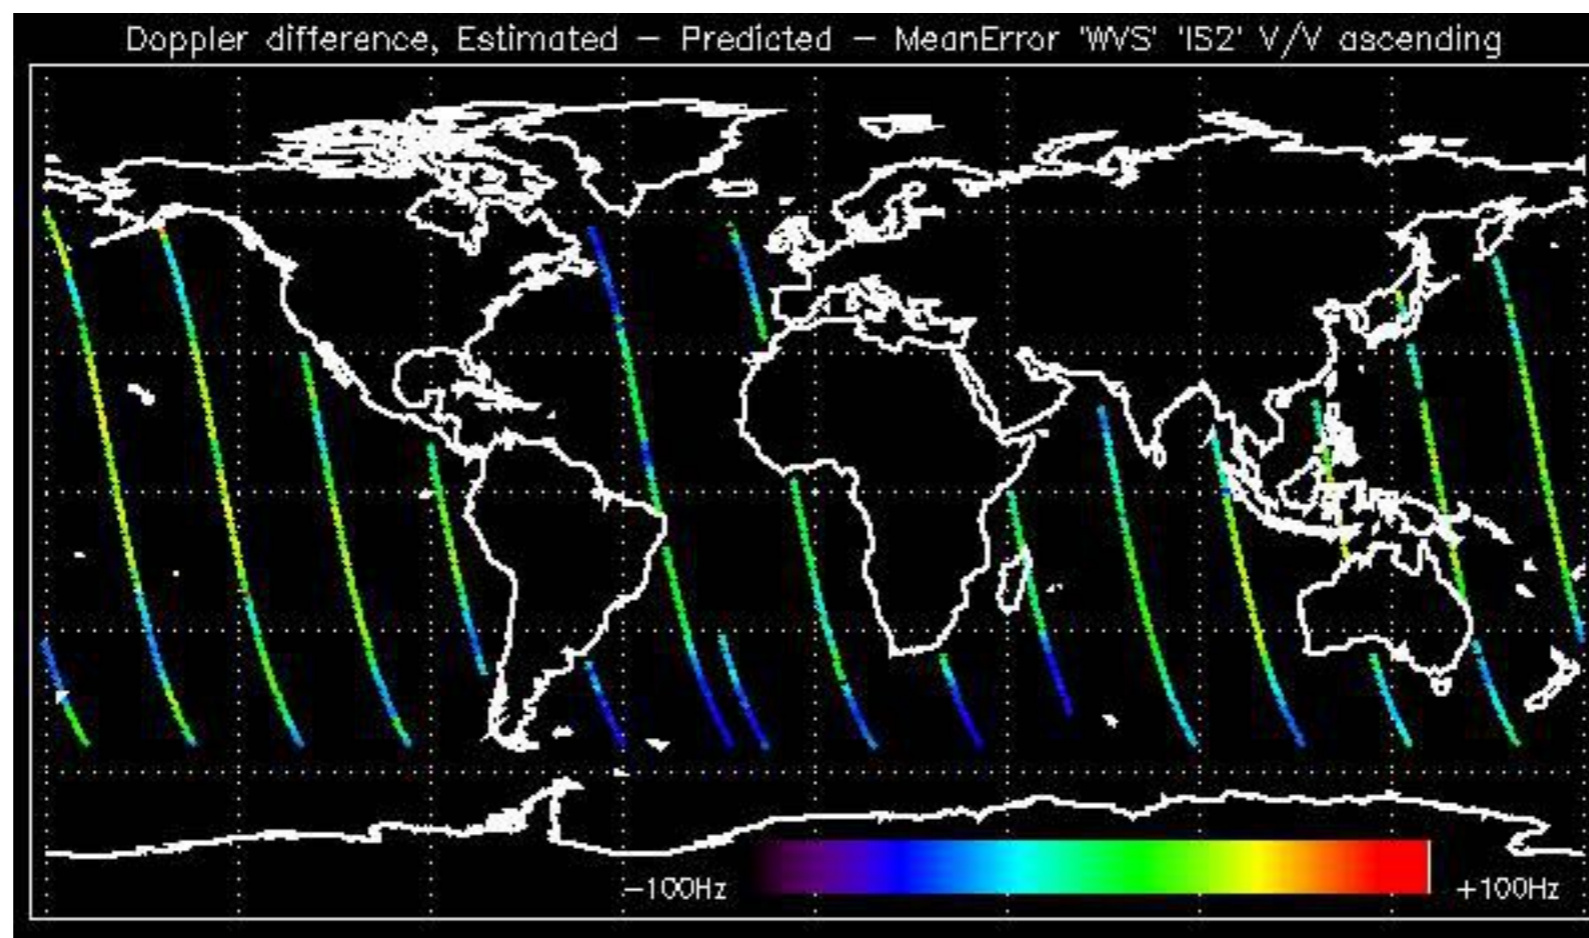 Doppler difference, Estimated – Predicted – MeanError 'WVS' 'IS2' V/V ascending
–100Hz
+100Hz